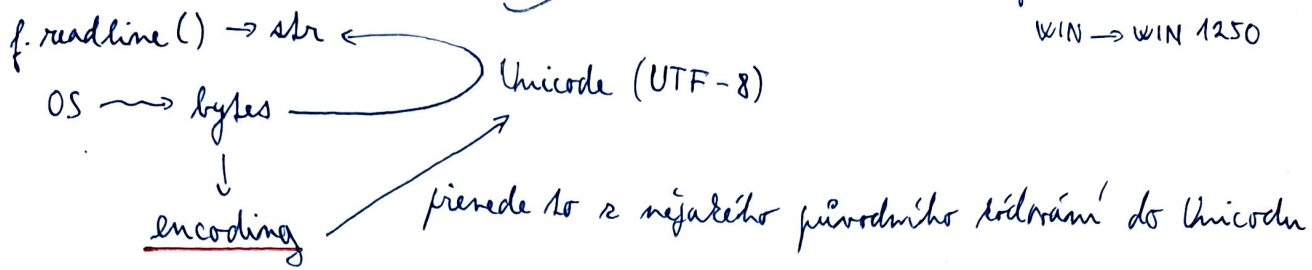 f.readline() → str ←
WIN → WIN 1250
OS ⟿ bytes
Unicode (UTF-8)
↓
encoding
převede to z nějakého původního kódování do Unicodu